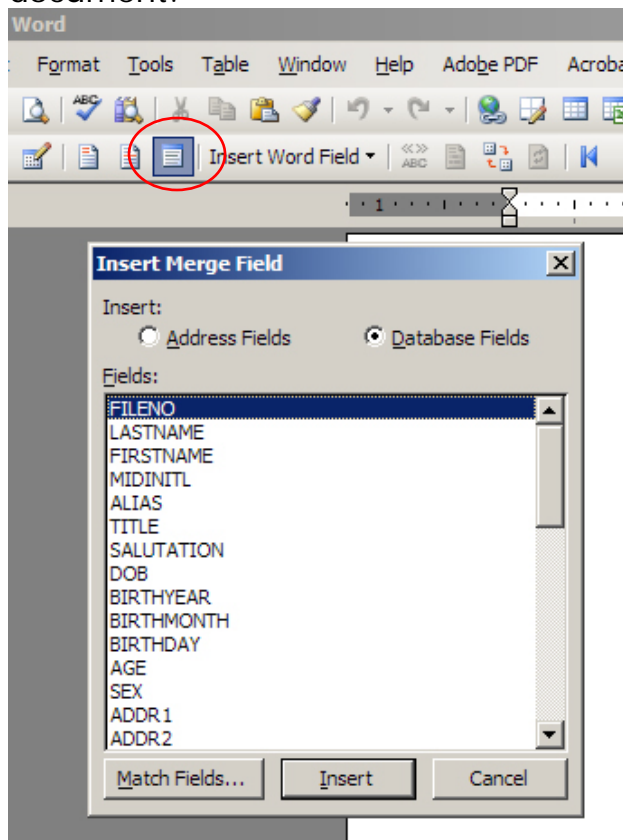 Word
Format Tools Table Window Help Adobe PDF
ABC
Insert Word Field
ABC
1
Insert Merge Field
Insert:
Address Fields Database Fields
Fields:
FILENO
LASTNAME
FIRSTNAME
MIDINITL
ALIAS
TITLE
SALUTATION
DOB
BIRTHYEAR
BIRTHMONTH
BIRTHDAY
AGE
SEX
ADDR1
ADDR2
Match Fields... Insert Cancel